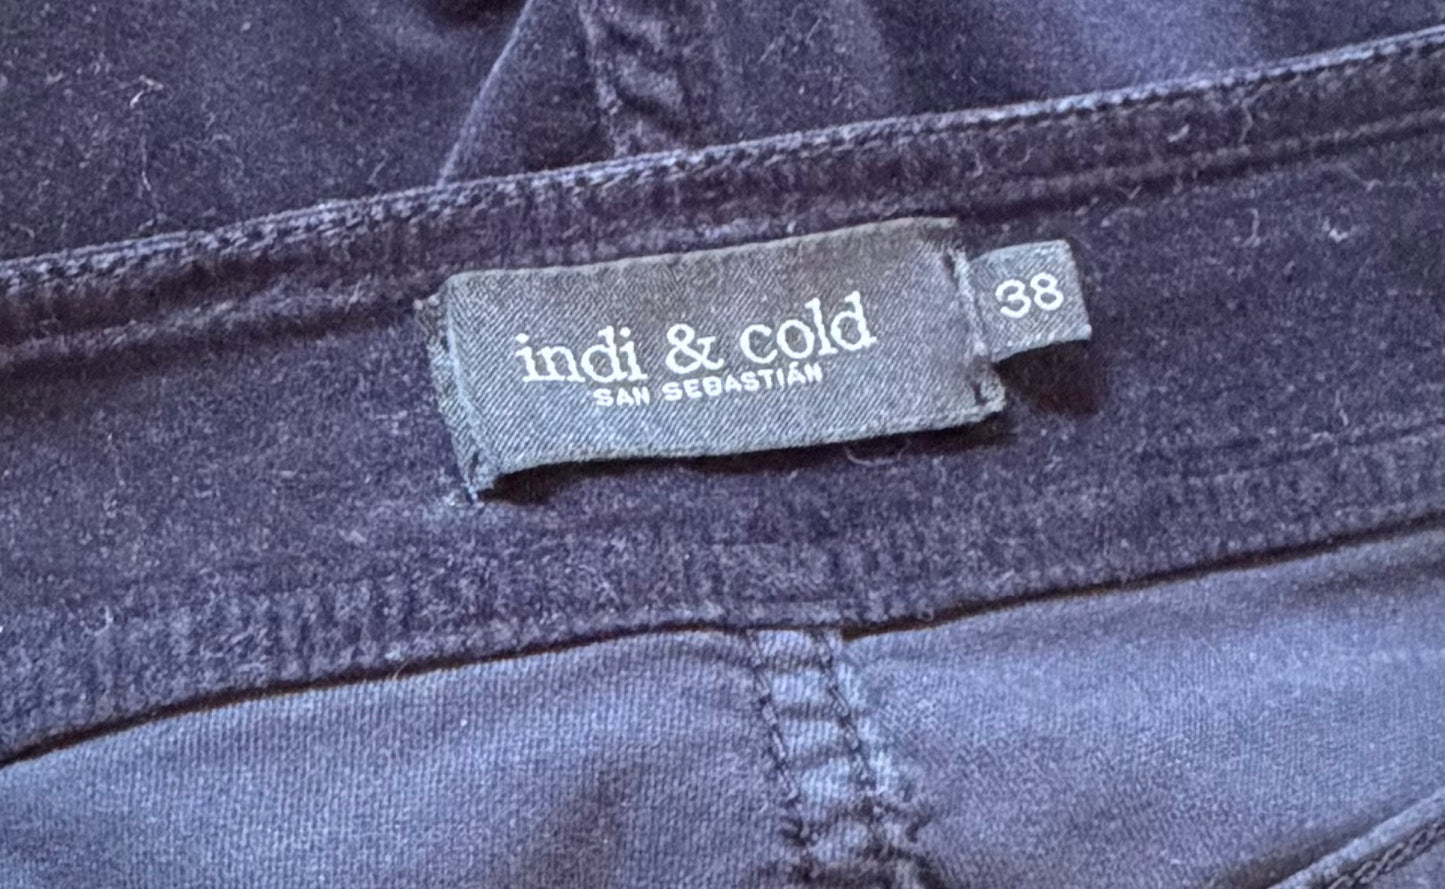 indi & cold
SAN SEBASTIÁN
38